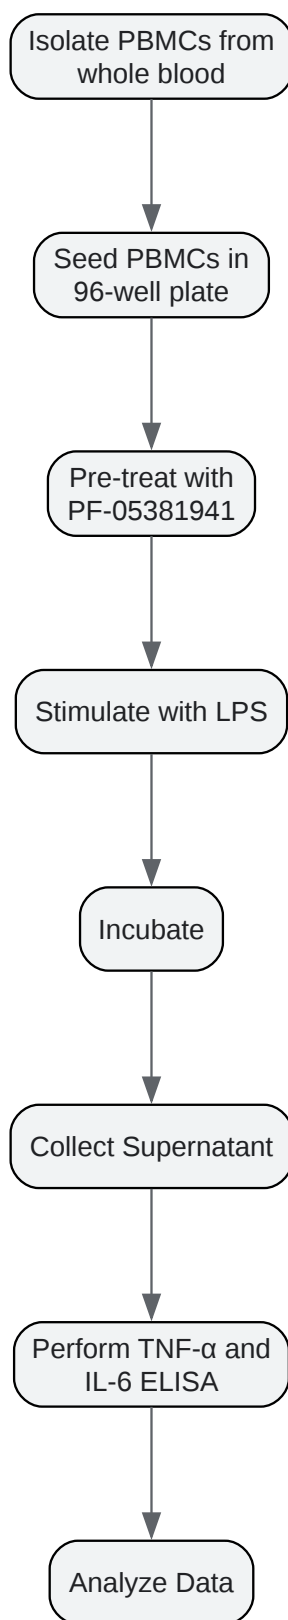 Isolate PBMCs from
whole blood
Seed PBMCs in
96-well plate
Pre-treat with
PF-05381941
Stimulate with LPS
Incubate
Collect Supernatant
Perform TNF-α and
IL-6 ELISA
Analyze Data